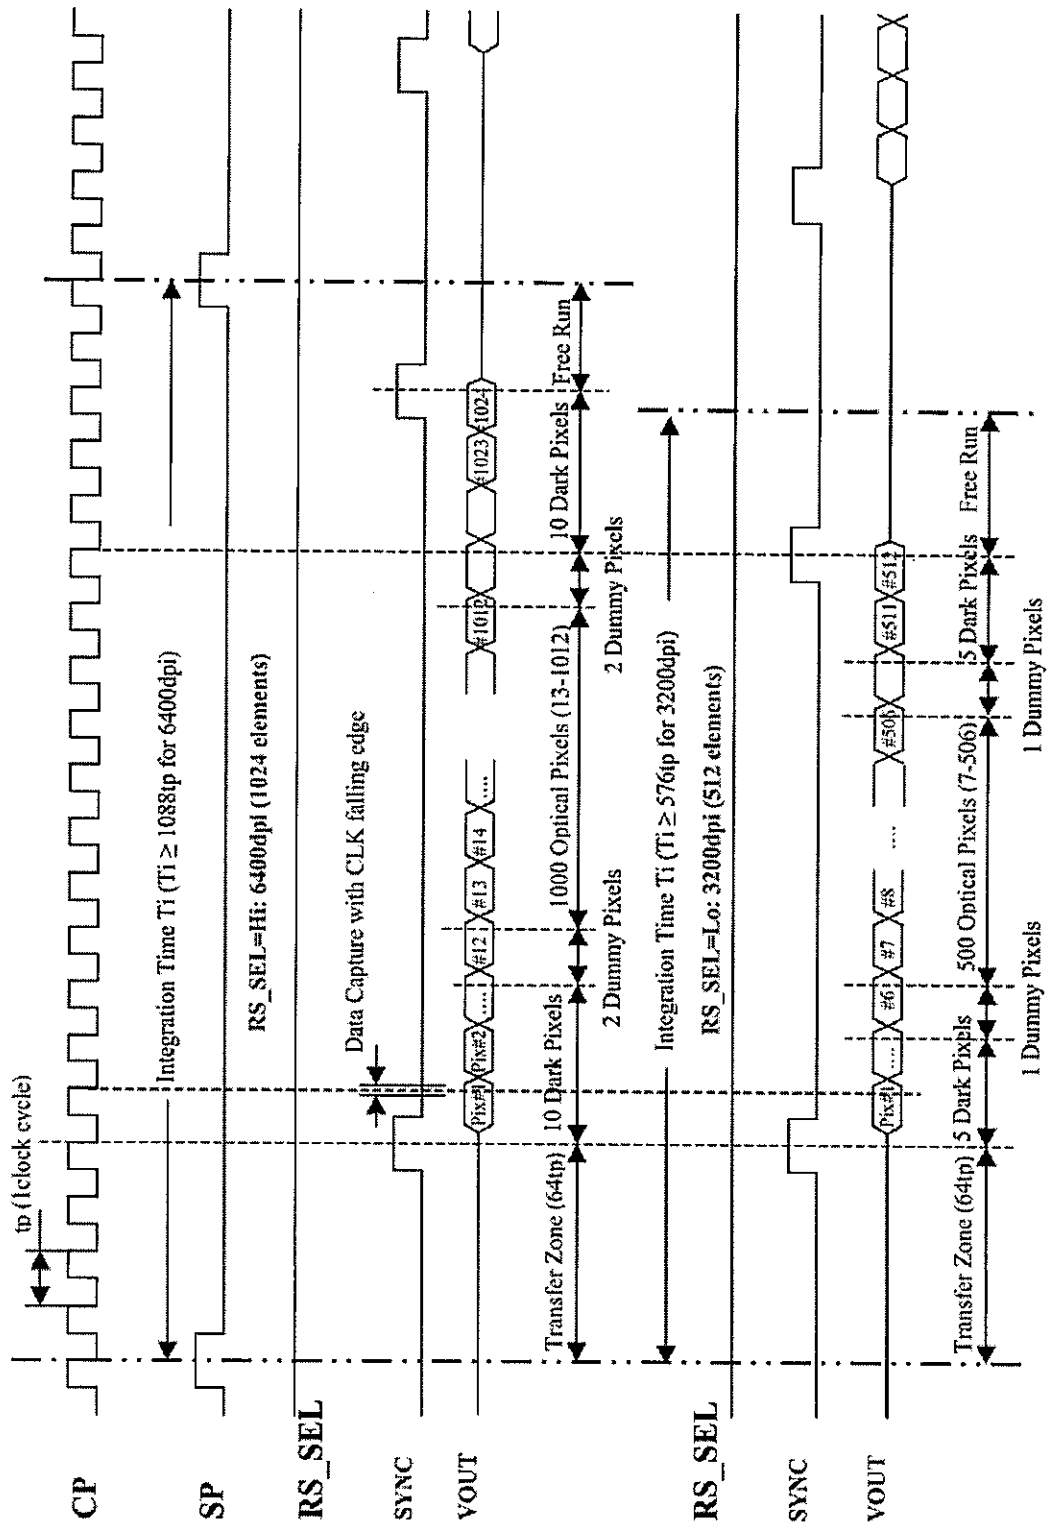 tp (1clock cycle)
CP
Integration Time Ti (Ti ≥ 1088tp for 6400dpi)
SP
RS_SEL=Hi: 6400dpi (1024 elements)
RS_SEL
Data Capture with CLK falling edge
SYNC
VOUT
Pix#1 Pix#2 .... #12 #13 #14 .... #1012 #1023 #1024
Transfer Zone (64tp) 10 Dark Pixels 1000 Optical Pixels (13-1012) 10 Dark Pixels Free Run
2 Dummy Pixels 2 Dummy Pixels
Integration Time Ti (Ti ≥ 576tp for 3200dpi)
RS_SEL=Lo: 3200dpi (512 elements)
RS_SEL
SYNC
VOUT
Pix#1 .... #6 #7 #8 .... #506 #511 #512
Transfer Zone (64tp) 5 Dark Pixels 500 Optical Pixels (7-506) 5 Dark Pixels Free Run
1 Dummy Pixels 1 Dummy Pixels